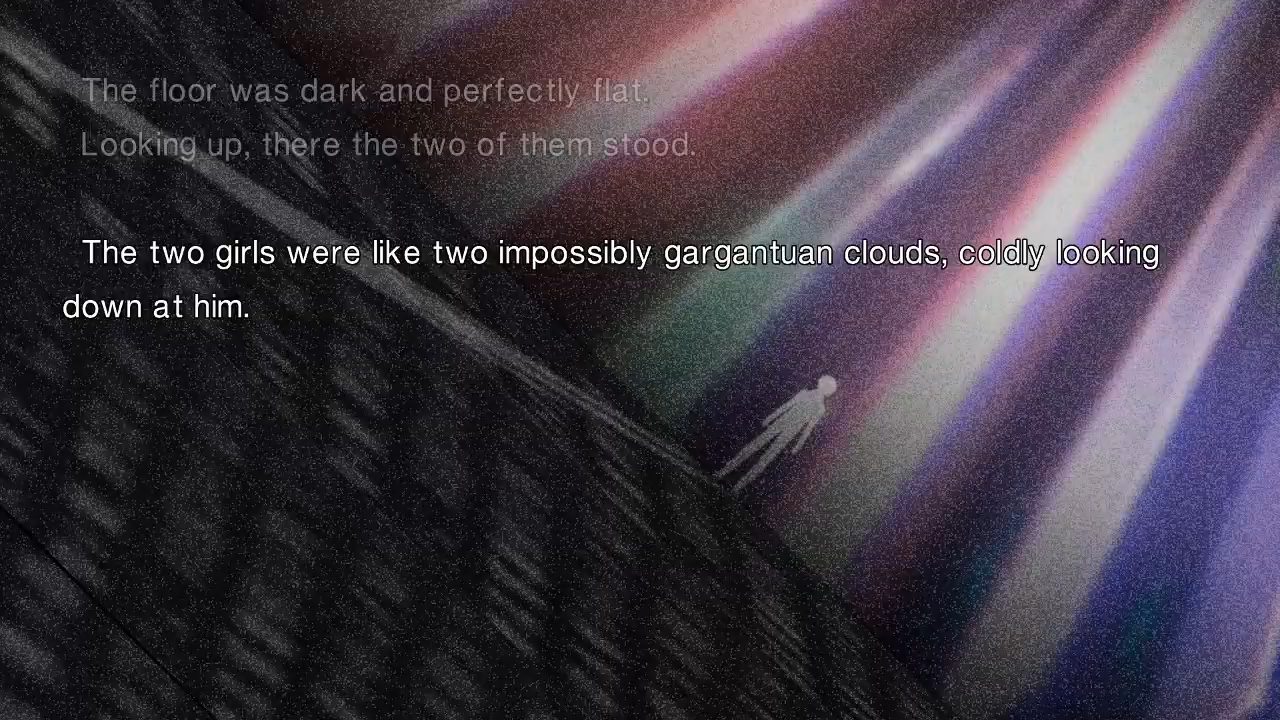 The floor was dark and perfectly flat.
Looking up, there the two of them stood.
The two girls were like two impossibly gargantuan clouds, coldly looking
down at him.